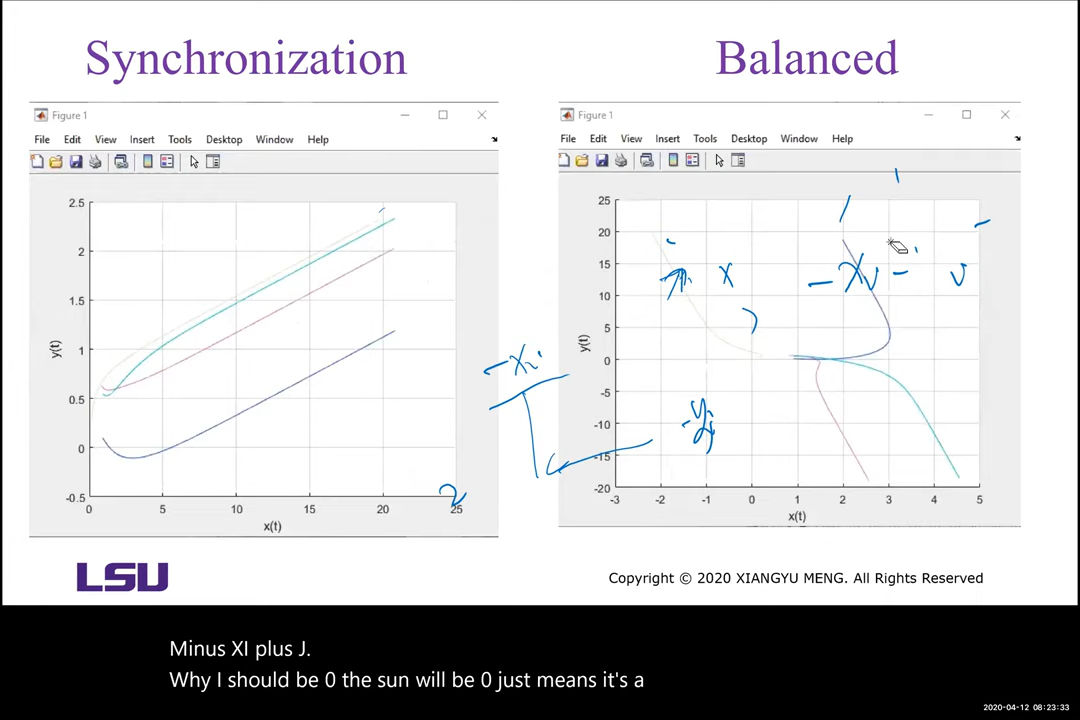 Synchronization
Balanced
Figure 1
File Edit View Insert Tools Desktop Window Help
2.5
2
1.5
1
0.5
0
-0.5
y(t)
0 5 10 15 20 25
x(t)
Figure 1
File Edit View Insert Tools Desktop Window Help
25
20
15
10
5
0
-5
-10
-15
-20
y(t)
-3 -2 -1 0 1 2 3 4 5
x(t)
LSU
Copyright © 2020 XIANGYU MENG. All Rights Reserved
Minus XI plus J.
Why I should be 0 the sun will be 0 just means it's a
2020-04-12 08:23:33